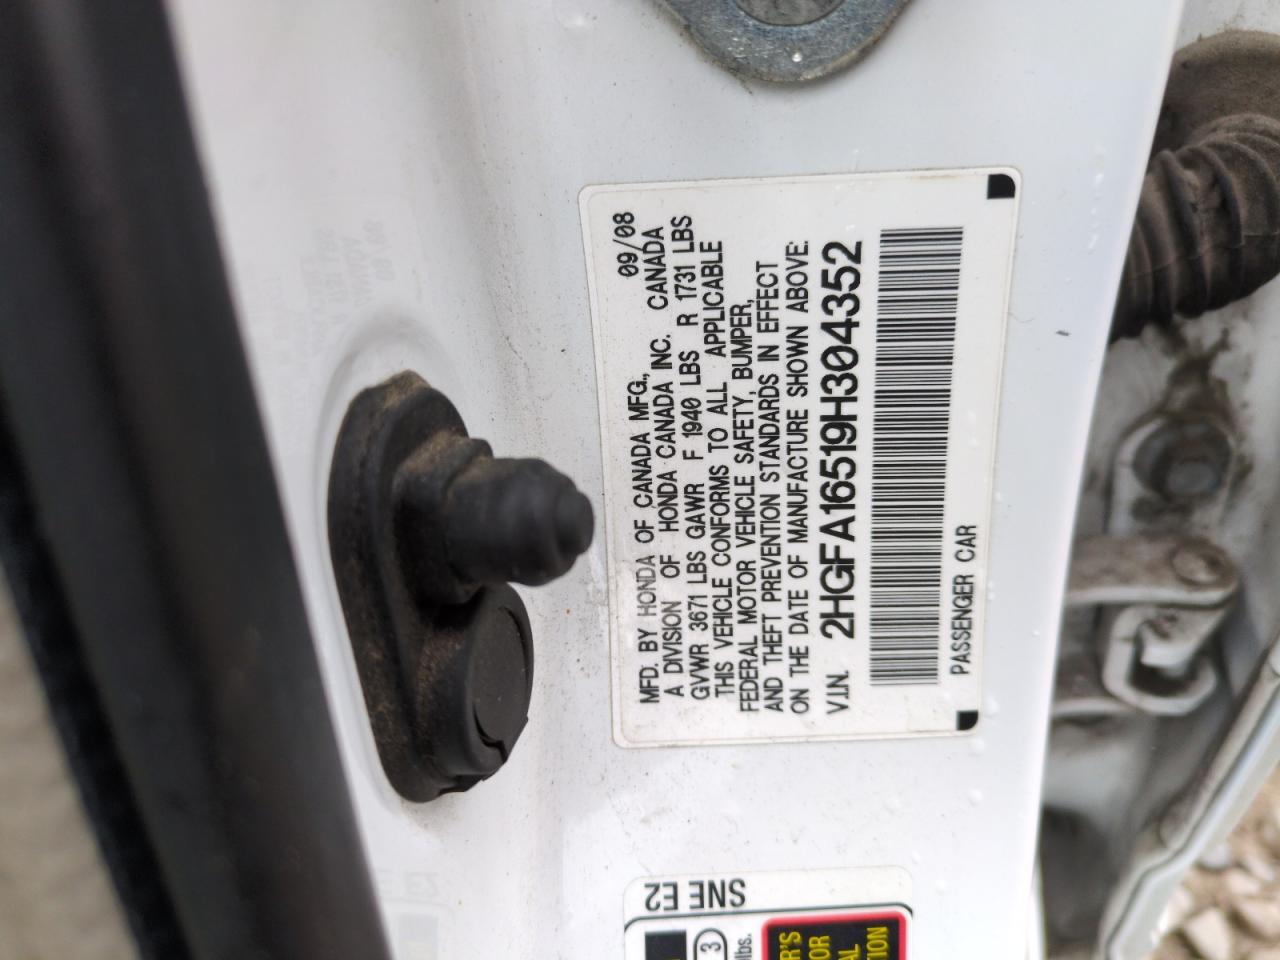 09/08
MFD. BY HONDA OF CANADA MFG.,
A DIVISION OF HONDA CANADA INC. CANADA
GVWR 3671 LBS GAWR F 1940 LBS R 1731 LBS
THIS VEHICLE CONFORMS TO ALL APPLICABLE
FEDERAL MOTOR VEHICLE SAFETY, BUMPER,
AND THEFT PREVENTION STANDARDS IN EFFECT
ON THE DATE OF MANUFACTURE SHOWN ABOVE:
V.I.N. 2HGFA16519H304352
PASSENGER CAR
SNE E2
3
lbs.